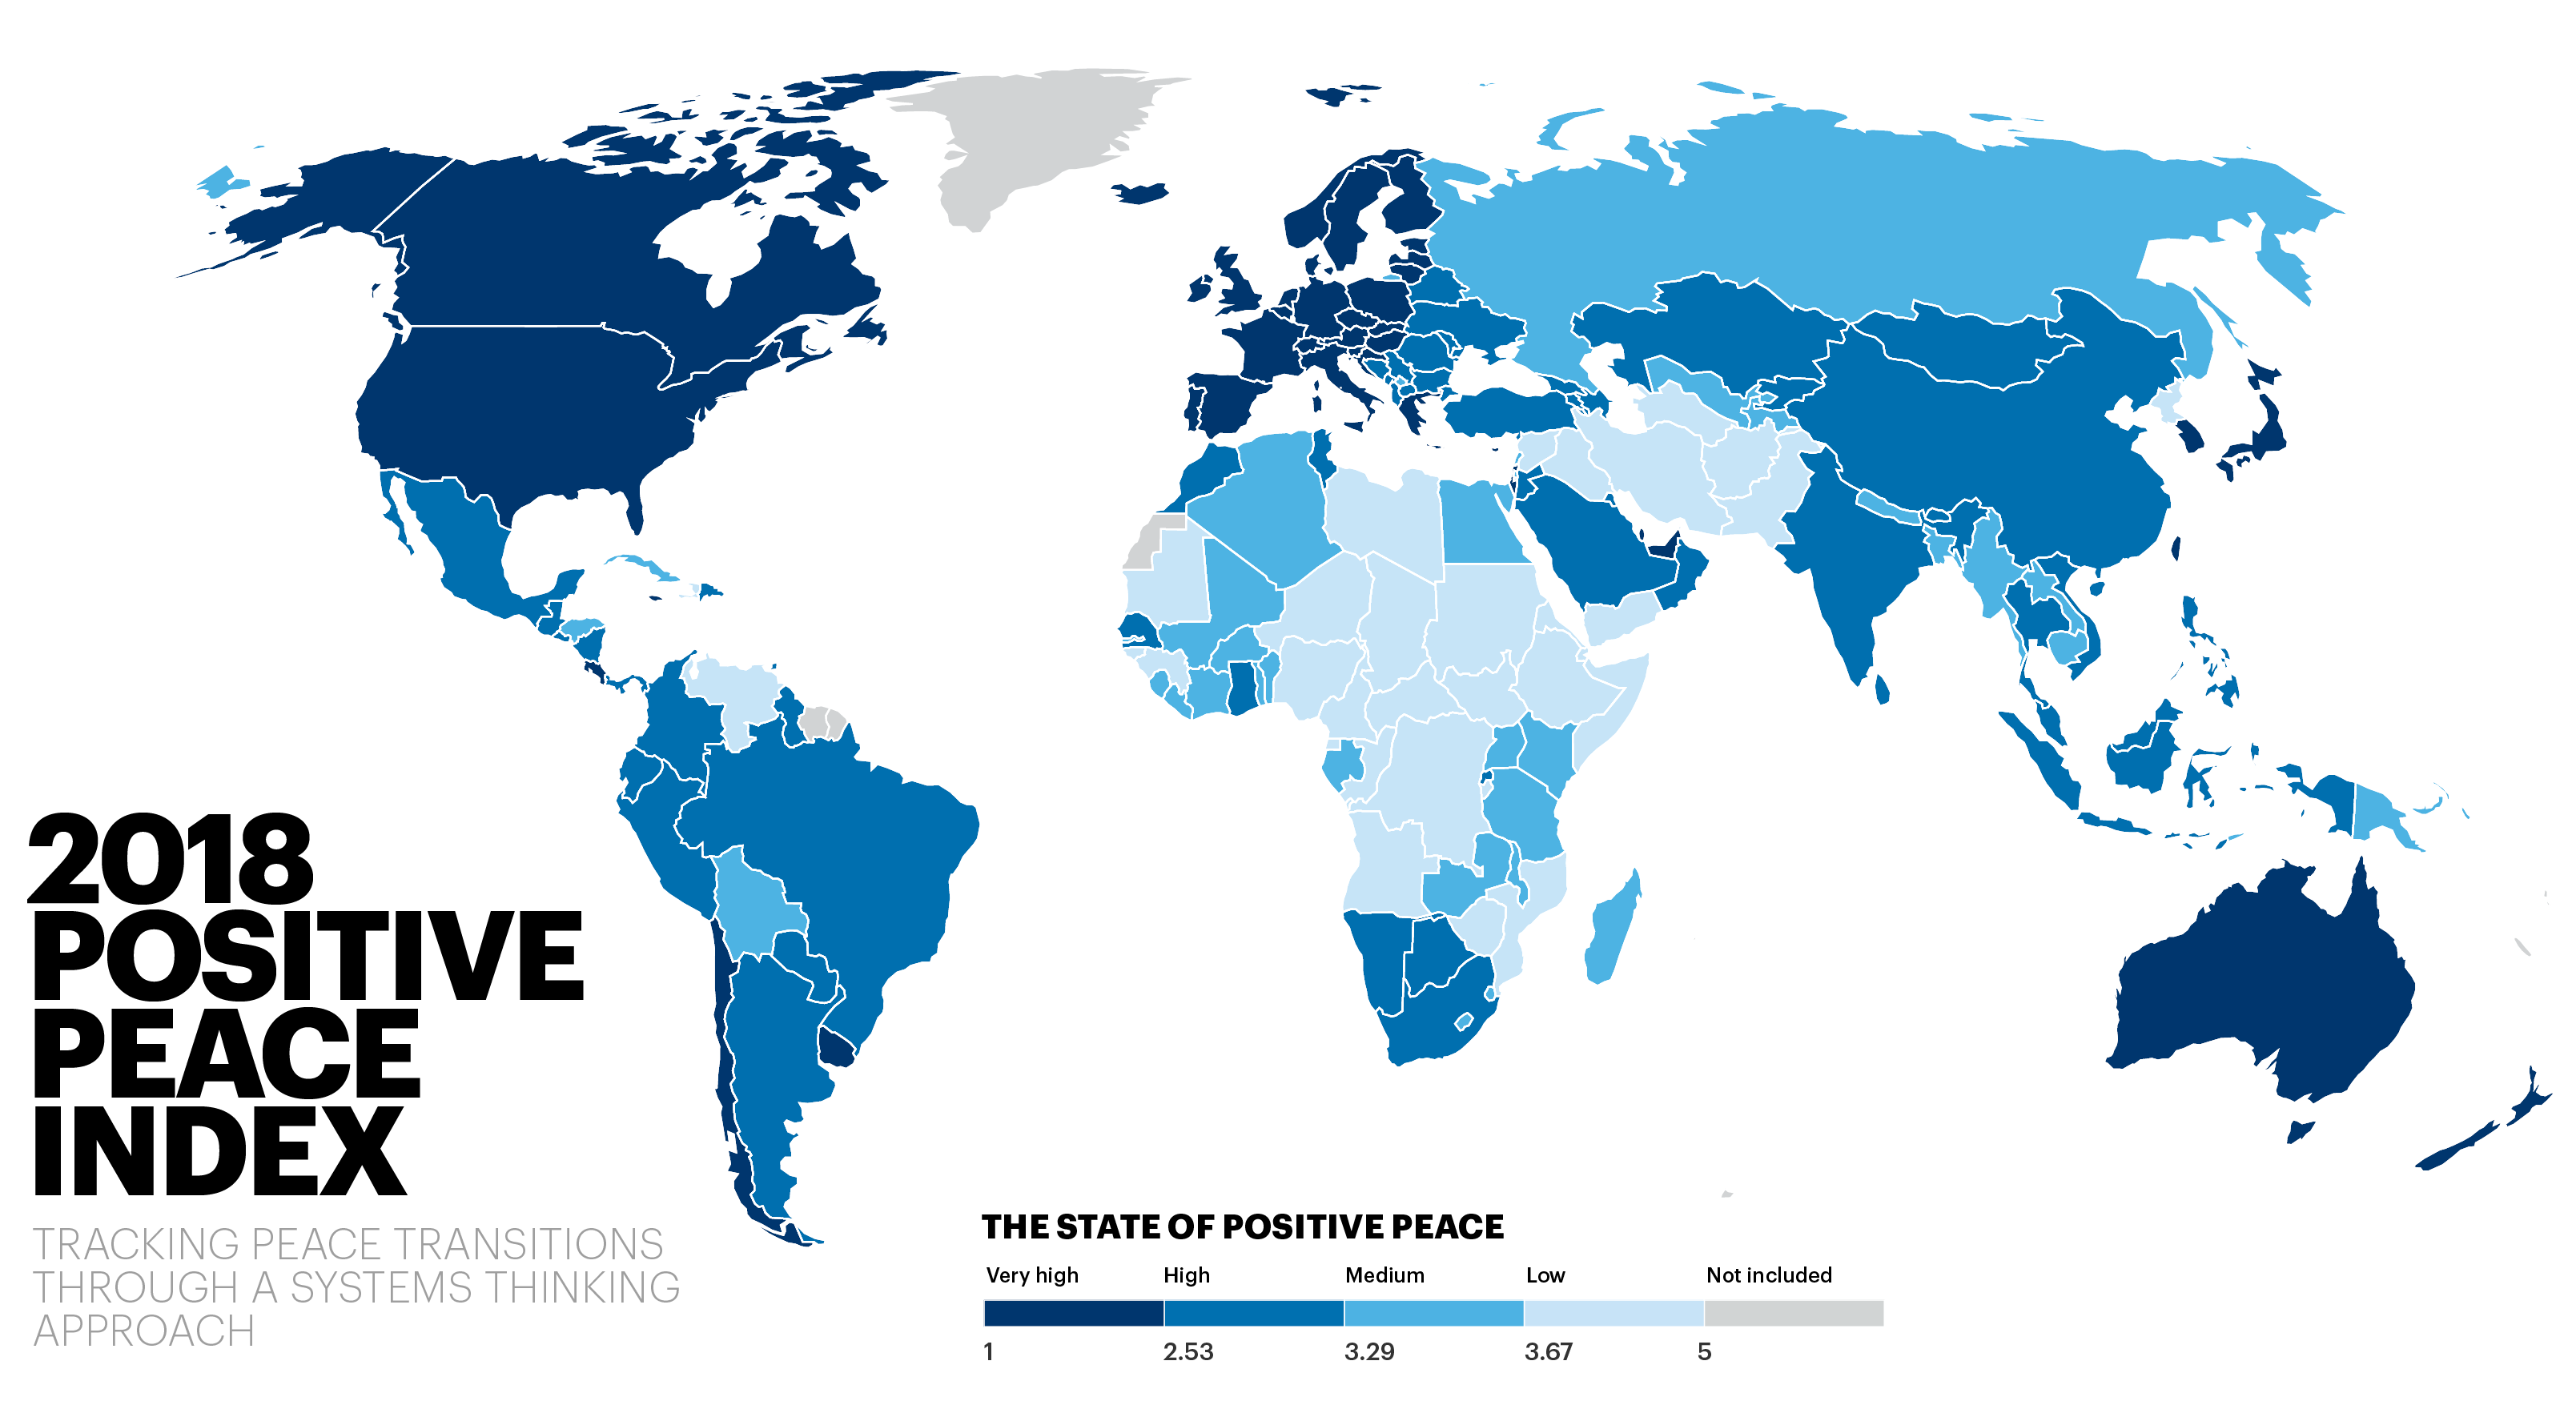 2018
POSITIVE
PEACE
INDEX
TRACKING PEACE TRANSITIONS
THROUGH A SYSTEMS THINKING
APPROACH
THE STATE OF POSITIVE PEACE
Very high High Medium Low Not included
1 2.53 3.29 3.67 5